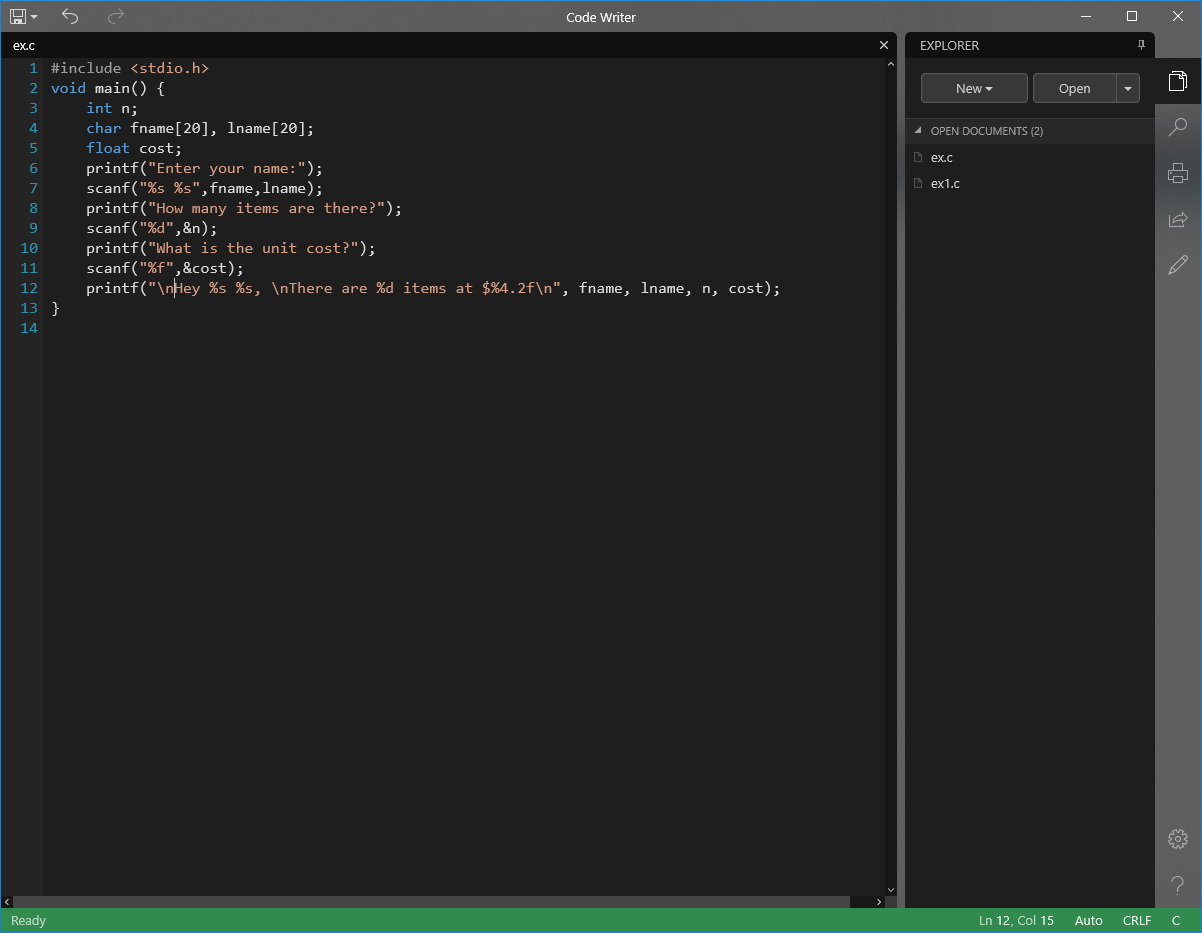 Code Writer
ex.c
EXPLORER
1 #include <stdio.h>
2 void main() {
3     int n;
4     char fname[20], lname[20];
5     float cost;
6     printf("Enter your name:");
7     scanf("%s %s",fname,lname);
8     printf("How many items are there?");
9     scanf("%d",&n);
10     printf("What is the unit cost?");
11     scanf("%f",&cost);
12     printf("\nHey %s %s, \nThere are %d items at $%4.2f\n", fname, lname, n, cost);
13 }
14
New
Open
OPEN DOCUMENTS (2)
ex.c
ex1.c
Ready
Ln 12, Col 15
Auto
CRLF
C